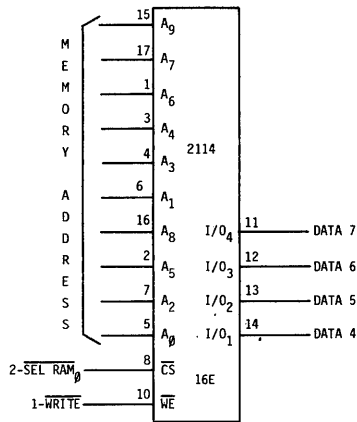 MEMORY ADDRESS
15 A9
17 A7
1 A6
3 A4
4 A3
6 A1
16 A8
2 A5
7 A2
5 A0
8 CS
10 WE
2114
16E
I/O4 11 DATA 7
I/O3 12 DATA 6
I/O2 13 DATA 5
I/O1 14 DATA 4
2-SEL RAM0
1-WRITE